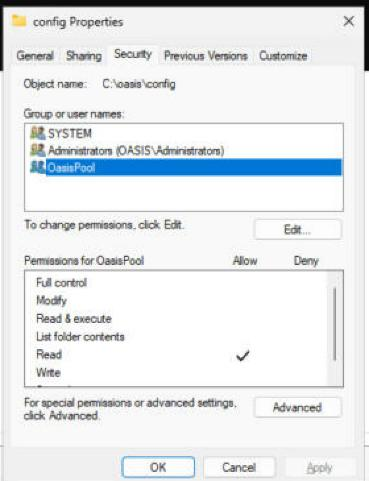 config Properties
General Sharing Security Previous Versions Customize
Object name: C:\oasis\config
Group or user names:
SYSTEM
Administrators (OASIS\Administrators)
OasisPool
To change permissions, click Edit.
Edit...
Permissions for OasisPool Allow Deny
Full control
Modify
Read & execute
List folder contents
Read
Write
For special permissions or advanced settings,
click Advanced.
Advanced
OK Cancel Apply